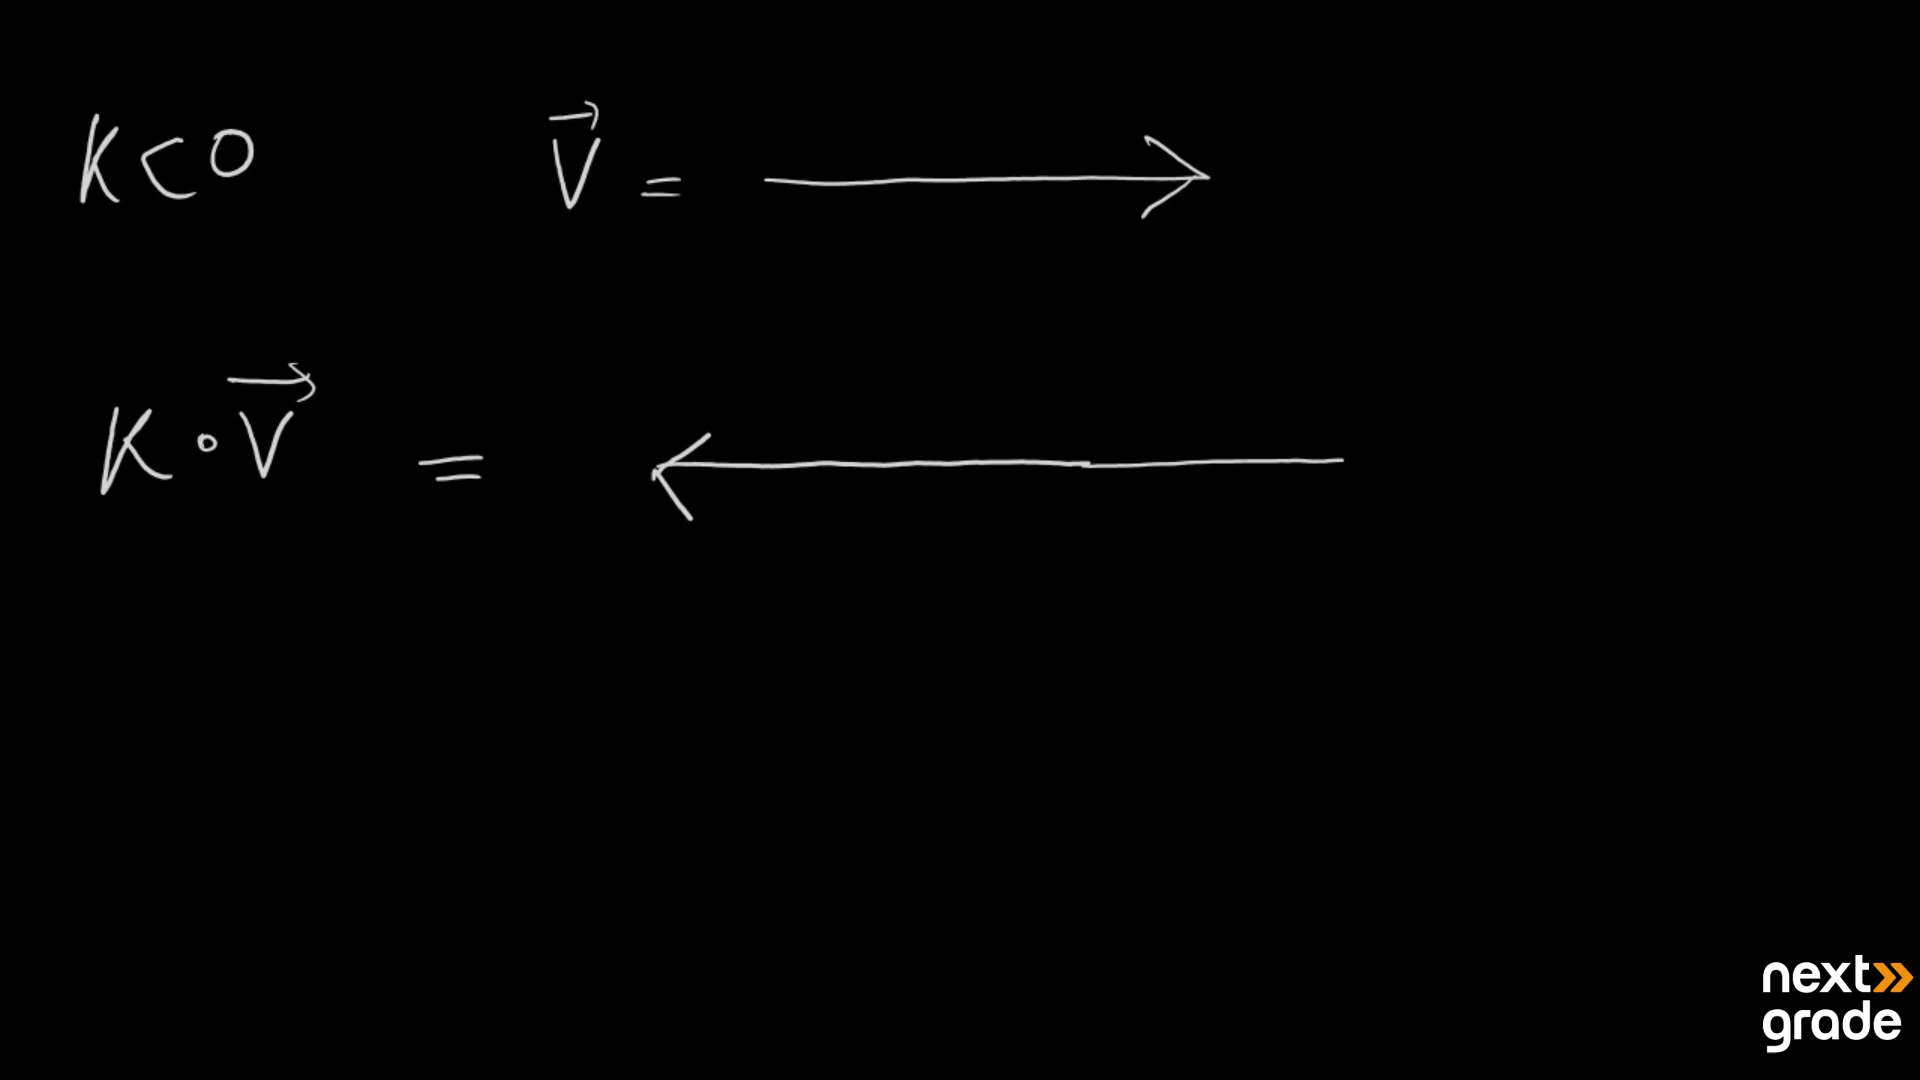 K<0 V⃗ = ⟶
K∘V⃗ = ⟵
next
grade